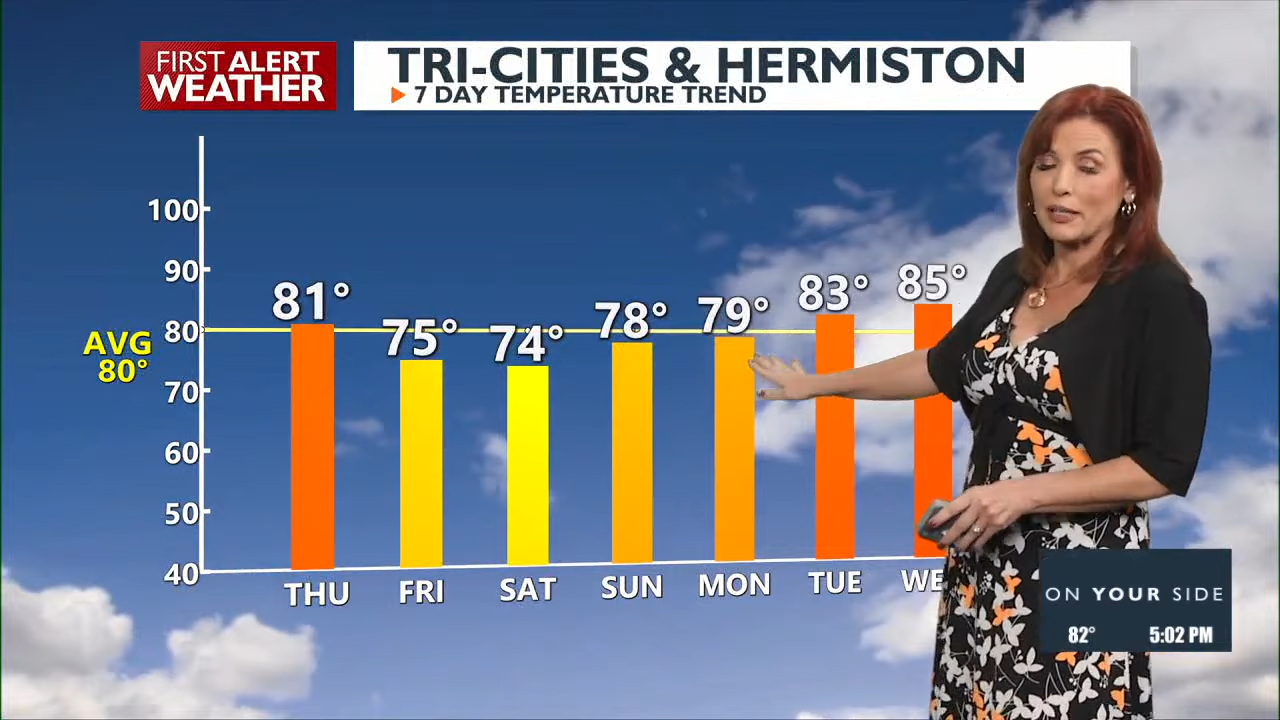 FIRST ALERT
WEATHER
TRI-CITIES & HERMISTON
7 DAY TEMPERATURE TREND
100
90
80
70
60
50
40
AVG
80°
81°
75°
74°
78°
79°
83°
85°
THU
FRI
SAT
SUN
MON
TUE
WE
ON YOUR SIDE
82°
5:02 PM